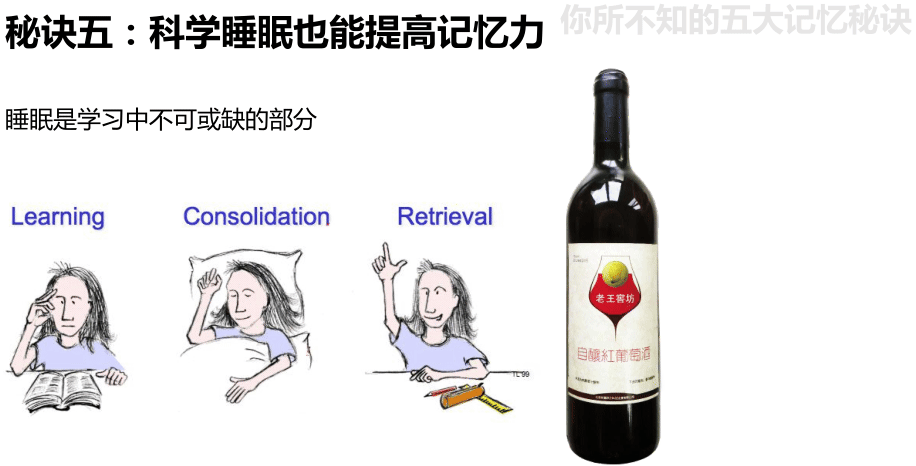 秘诀五：科学睡眠也能提高记忆力
你所不知的五大记忆秘诀
睡眠是学习中不可或缺的部分
Learning
Consolidation
Retrieval
TL 99
老王窖坊
自釀紅葡萄酒